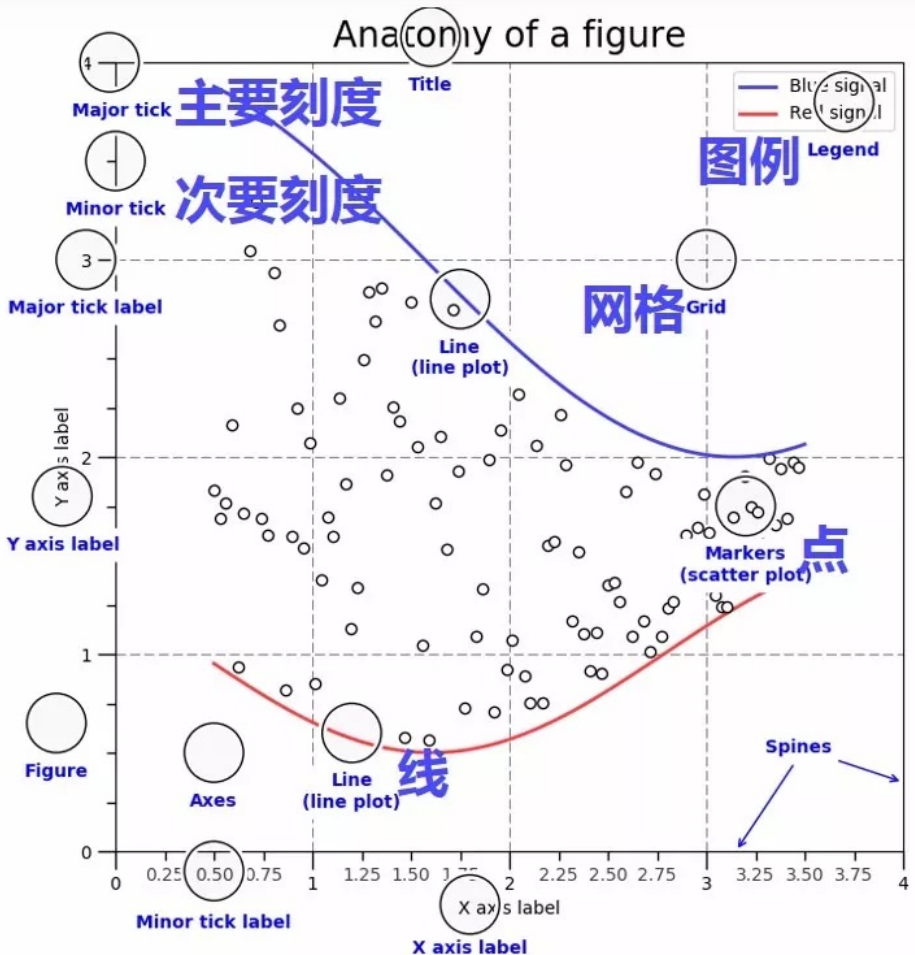 Anatomy of a figure
Title
4
Major tick 主要刻度
Blue signal
Red signal
图例 Legend
Minor tick 次要刻度
3
Major tick label
网格 Grid
Line
(line plot)
Y axis label
2
Y axis label
Markers
(scatter plot) 点
1
Spines
Figure
Axes
Line
(line plot) 线
0
0 0.25 0.50 0.75 1 1.25 1.50 1.75 2 2.25 2.50 2.75 3 3.25 3.50 3.75 4
X axis label
Minor tick label
X axis label